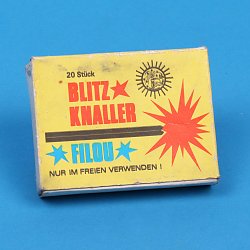 20 Stück
BLITZ
KNALLER
FILOU
NUR IM FREIEN VERWENDEN !